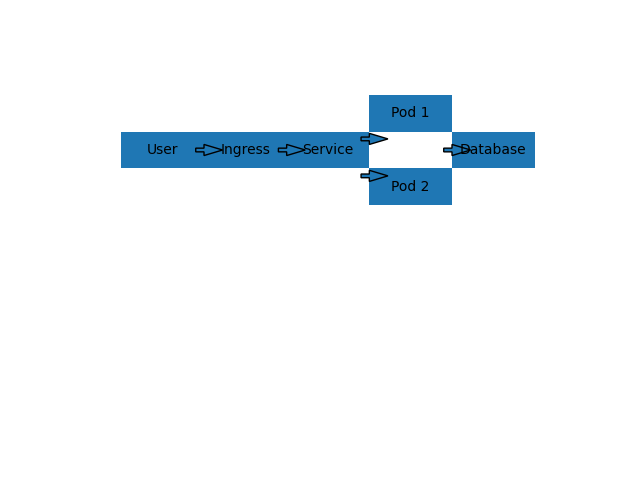 Pod 1
User
Ingress
Service
Database
Pod 2